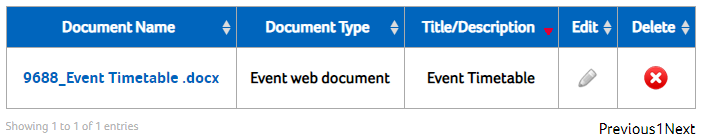 Document Name Document Type Title/Description Edit Delete
9688_Event Timetable .docx Event web document Event Timetable
Showing 1 to 1 of 1 entries Previous1Next